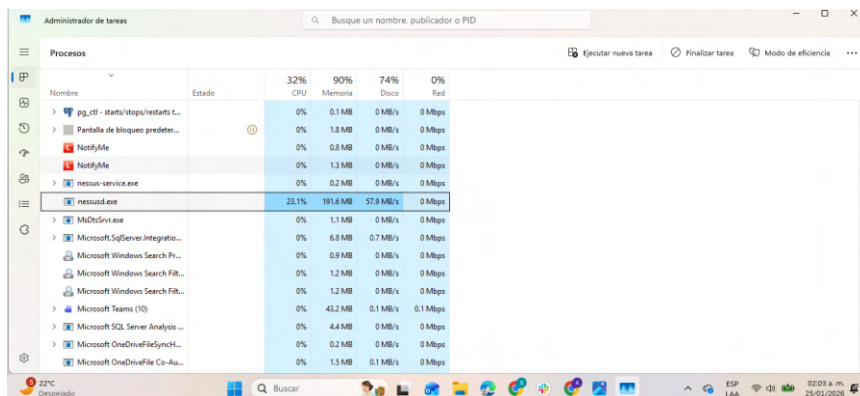 Administrador de tareas
Busque un nombre, publicador o PID
Procesos
Ejecutar nueva tarea
Finalizar tarea
Modo de eficiencia
32% 90% 74% 0%
Nombre Estado CPU Memoria Disco Red
pg_ctl - starts/stops/restarts t... 0% 0.1 MB 0 MB/s 0 Mbps
Pantalla de bloqueo predeter... 0% 1.8 MB 0 MB/s 0 Mbps
NotifyMe 0% 0.8 MB 0 MB/s 0 Mbps
NotifyMe 0% 1.3 MB 0 MB/s 0 Mbps
nessus-service.exe 0% 0.2 MB 0 MB/s 0 Mbps
nessusd.exe 23.1% 191.6 MB 57.9 MB/s 0 Mbps
MsDtsSrvr.exe 0% 1.1 MB 0 MB/s 0 Mbps
Microsoft.SqlServer.Integratio... 0% 6.8 MB 0.7 MB/s 0 Mbps
Microsoft Windows Search Pr... 0% 0.9 MB 0 MB/s 0 Mbps
Microsoft Windows Search Filt... 0% 1.2 MB 0 MB/s 0 Mbps
Microsoft Windows Search Filt... 0% 1.2 MB 0 MB/s 0 Mbps
Microsoft Teams (10) 0% 43.2 MB 0.1 MB/s 0.1 Mbps
Microsoft SQL Server Analysis ... 0% 4.4 MB 0 MB/s 0 Mbps
Microsoft OneDriveFileSyncH... 0% 0.2 MB 0 MB/s 0 Mbps
Microsoft OneDriveFile Co-Au... 0% 1.5 MB 0.1 MB/s 0 Mbps
5 22°C
Despejado
Buscar
ESP
LAA
02:03 a. m.
25/01/2026